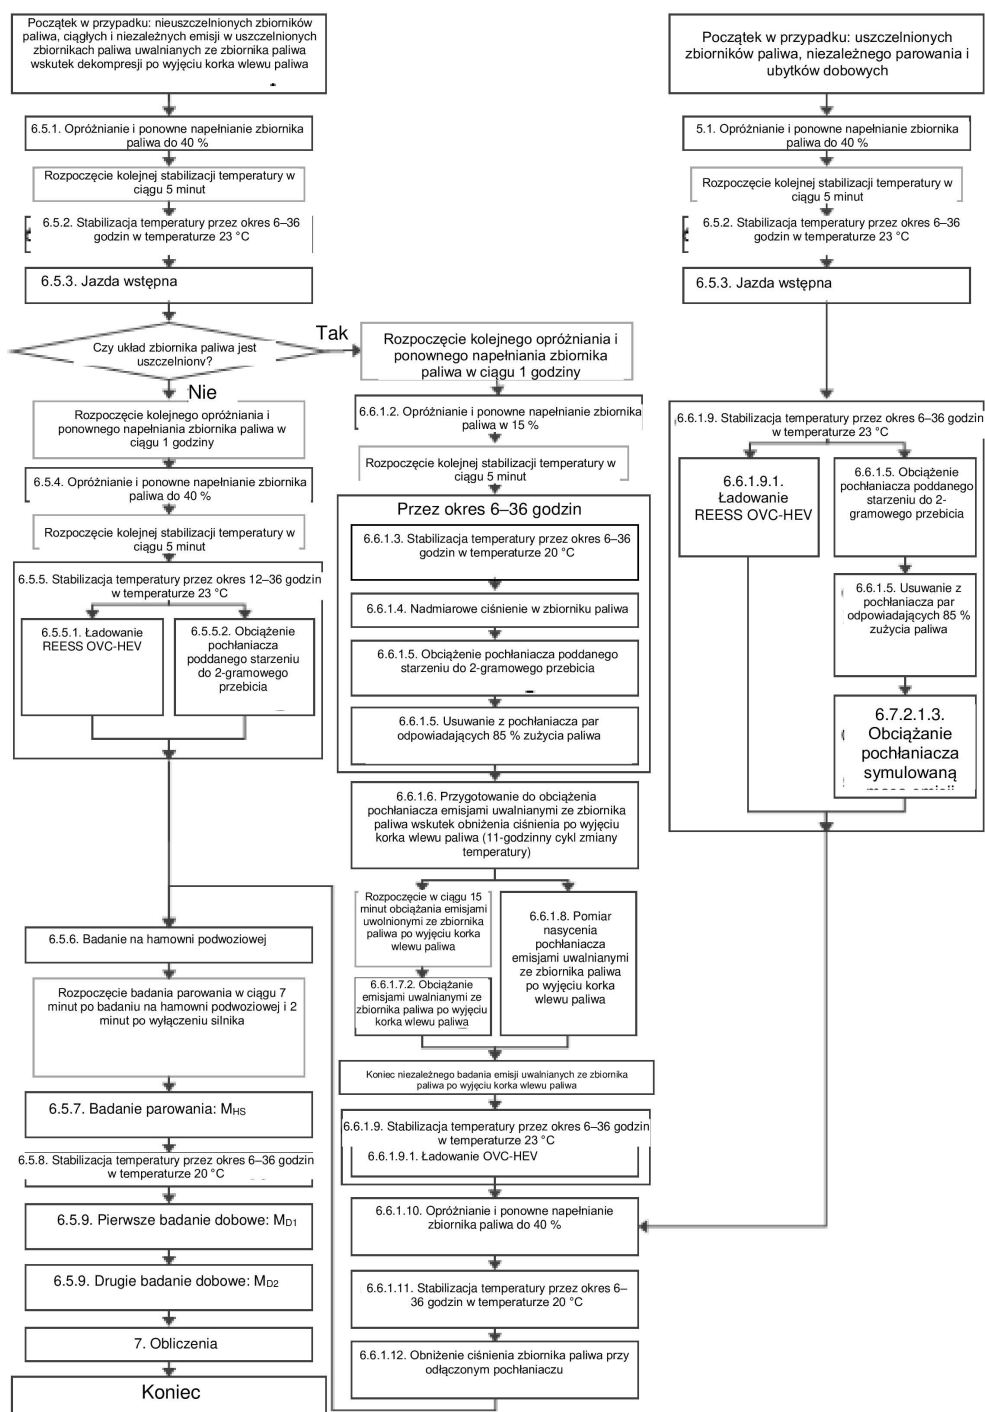 Początek w przypadku: nieuszczelnionych zbiorników
paliwa, ciągłych i niezależnych emisji w uszczelnionych
zbiornikach paliwa uwalnianych ze zbiornika paliwa
wskutek dekompresji po wyjęciu korka wlewu paliwa
6.5.1. Opróżnianie i ponowne napełnianie zbiornika
paliwa do 40 %
Rozpoczęcie kolejnej stabilizacji temperatury w
ciągu 5 minut
6.5.2. Stabilizacja temperatury przez okres 6–36
godzin w temperaturze 23 °C
6.5.3. Jazda wstępna
Czy układ zbiornika paliwa jest
uszczelniony?
Tak
Nie
Rozpoczęcie kolejnego opróżniania i
ponownego napełniania zbiornika paliwa w
ciągu 1 godziny
6.5.4. Opróżnianie i ponowne napełnianie zbiornika
paliwa do 40%
Rozpoczęcie kolejnej stabilizacji temperatury w
ciągu 5 minut
6.5.5. Stabilizacja temperatury przez okres 12–36 godzin
w temperaturze 23 °C
6.5.5.1. Ładowanie
REESS OVC-HEV
6.5.5.2. Obciążenie
pochłaniacza
poddanego starzeniu
do 2-gramowego
przebicia
6.5.6. Badanie na hamowni podwoziowej
Rozpoczęcie badania parowania w ciągu 7
minut po badaniu na hamowni podwoziowej i 2
minut po wyłączeniu silnika
6.5.7. Badanie parowania: MHS
6.5.8. Stabilizacja temperatury przez okres 6–36 godzin
w temperaturze 20 °C
6.5.9. Pierwsze badanie dobowe: MD1
6.5.9. Drugie badanie dobowe: MD2
7. Obliczenia
Koniec
Rozpoczęcie kolejnego opróżniania i
ponownego napełniania zbiornika
paliwa w ciągu 1 godziny
6.6.1.2. Opróżnianie i ponowne napełnianie zbiornika
paliwa w 15 %
Rozpoczęcie kolejnej stabilizacji temperatury w
ciągu 5 minut
Przez okres 6–36 godzin
6.6.1.3. Stabilizacja temperatury przez okres 6–36
godzin w temperaturze 20 °C
6.6.1.4. Nadmiarowe ciśnienie w zbiorniku paliwa
6.6.1.5. Obciążenie pochłaniacza poddanego
starzeniu do 2-gramowego przebicia
6.6.1.5. Usuwanie z pochłaniacza par
odpowiadających 85 % zużycia paliwa
6.6.1.6. Przygotowanie do obciążenia
pochłaniacza emisjami uwalnianymi ze zbiornika
paliwa wskutek obniżenia ciśnienia po wyjęciu
korka wlewu paliwa (11-godzinny cykl zmiany
temperatury)
Rozpoczęcie w ciągu 15
minut obciążania emisjami
uwolnionymi ze zbiornika
paliwa po wyjęciu korka
wlewu paliwa
6.6.1.7.2. Obciążanie
emisjami uwalnianymi ze
zbiornika paliwa po wyjęciu
korka wlewu paliwa
6.6.1.8. Pomiar
nasycenia
pochłaniacza
emisjami uwalnianymi
ze zbiornika paliwa
po wyjęciu korka
wlewu paliwa
Koniec niezależnego badania emisji uwalnianych ze zbiornika
paliwa po wyjęciu korka wlewu paliwa
6.6.1.9. Stabilizacja temperatury przez okres 6–36 godzin
w temperaturze 23 °C
6.6.1.9.1. Ładowanie OVC-HEV
6.6.1.10. Opróżnianie i ponowne napełnianie
zbiornika paliwa do 40 %
6.6.1.11. Stabilizacja temperatury przez okres 6–
36 godzin w temperaturze 20 °C
6.6.1.12. Obniżenie ciśnienia zbiornika paliwa przy
odłączonym pochłaniaczu
Początek w przypadku: uszczelnionych
zbiorników paliwa, niezależnego parowania i
ubytków dobowych
5.1. Opróżnianie i ponowne napełnianie zbiornika
paliwa do 40 %
Rozpoczęcie kolejnej stabilizacji temperatury w
ciągu 5 minut
6.5.2. Stabilizacja temperatury przez okres 6–36
godzin w temperaturze 23 °C
6.5.3. Jazda wstępna
6.6.1.9. Stabilizacja temperatury przez okres 6–36 godzin
w temperaturze 23 °C
6.6.1.9.1.
Ładowanie
REESS OVC-HEV
6.6.1.5. Obciążenie
pochłaniacza poddanego
starzeniu do 2-
gramowego przebicia
6.6.1.5. Usuwanie z
pochłaniacza par
odpowiadających 85 %
zużycia paliwa
6.7.2.1.3.
Obciążanie
pochłaniacza
symulowaną